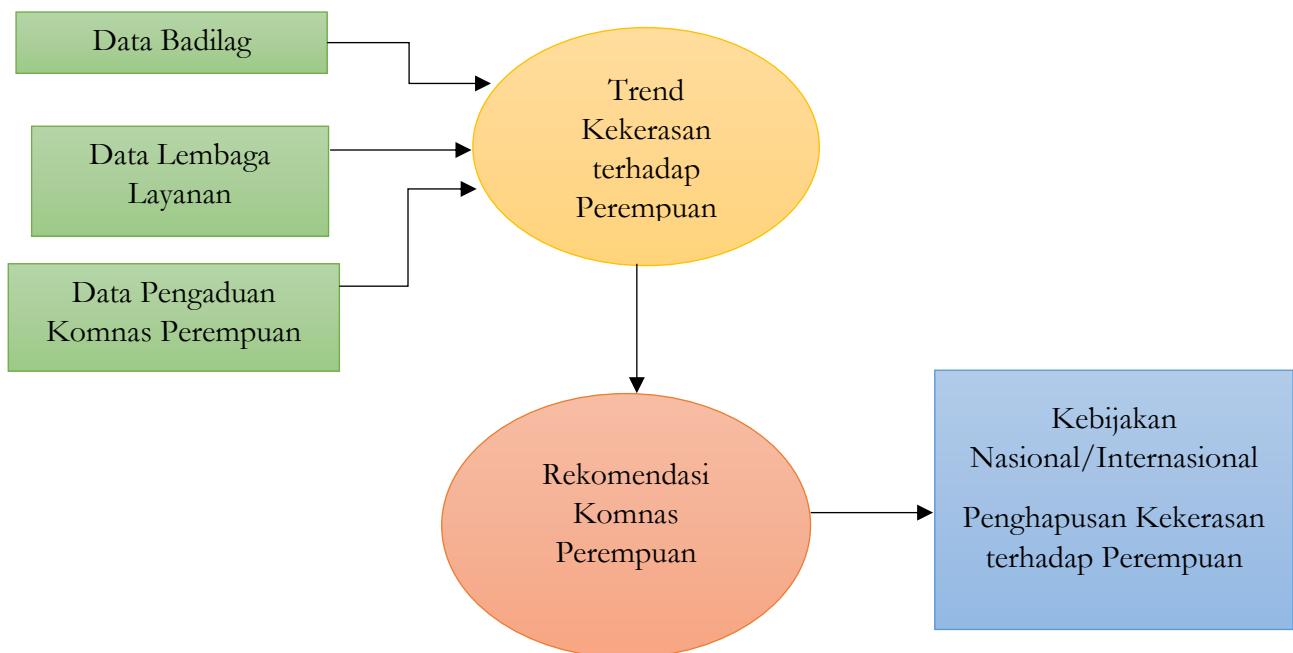 Data Badilag
Data Lembaga
Layanan
Data Pengaduan
Komnas Perempuan
Trend
Kekerasan
terhadap
Perempuan
Rekomendasi
Komnas
Perempuan
Kebijakan
Nasional/Internasional
Penghapusan Kekerasan
terhadap Perempuan